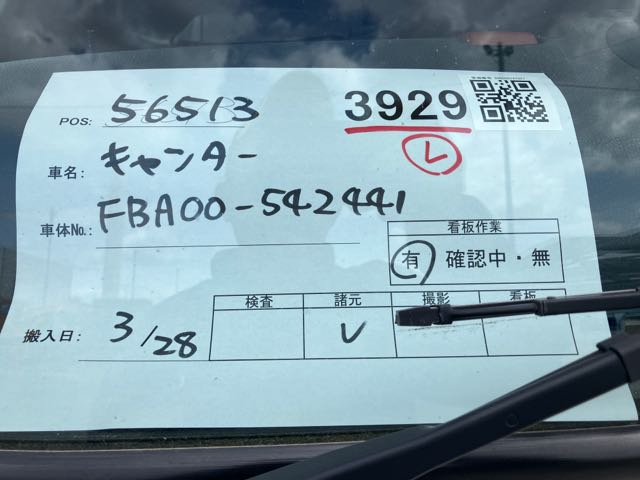 POS: 56513 3929
レ
車名: キャンター
車体No.: FBA00-542441
看板作業
有 確認中・無
検査 諸元 撮影 看板
搬入日: 3/28 レ